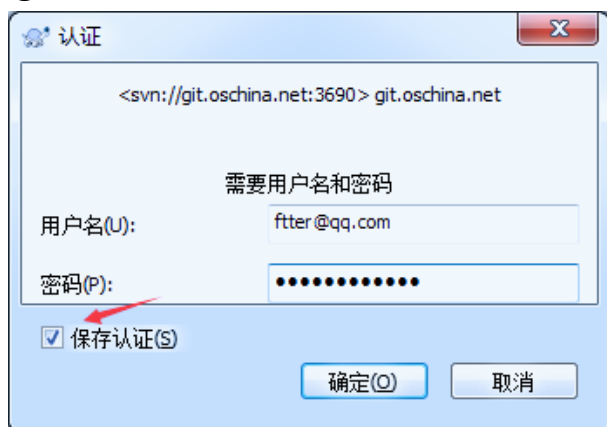 认证
<svn://git.oschina.net:3690> git.oschina.net
需要用户名和密码
用户名(U):
ftter@qq.com
密码(P):
••••••••••••
保存认证(S)
确定(O)
取消